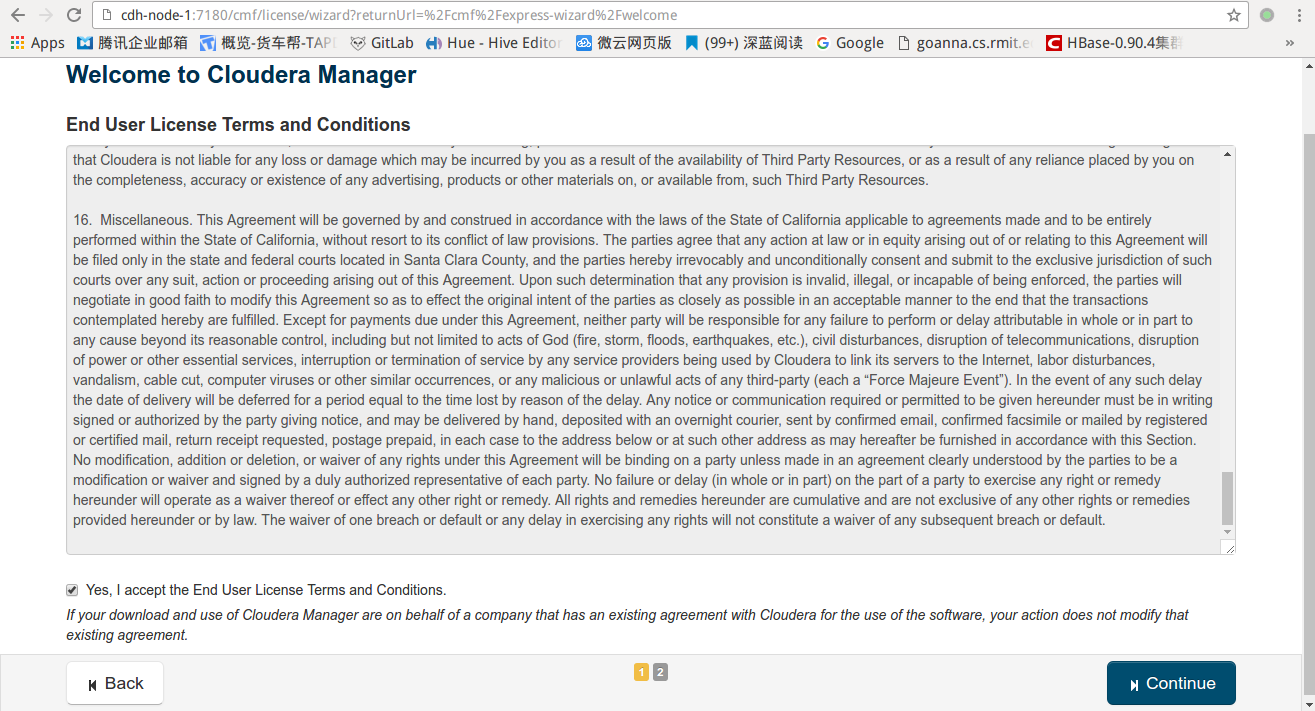 cdh-node-1:7180/cmf/license/wizard?returnUrl=%2Fcmf%2Fexpress-wizard%2Fwelcome
Apps 腾讯企业邮箱 概览-货车帮-TAPD GitLab Hue - Hive Editor 微云网页版 (99+) 深蓝阅读 Google goanna.cs.rmit.e HBase-0.90.4集群 »
Welcome to Cloudera Manager
End User License Terms and Conditions
that Cloudera is not liable for any loss or damage which may be incurred by you as a result of the availability of Third Party Resources, or as a result of any reliance placed by you on
the completeness, accuracy or existence of any advertising, products or other materials on, or available from, such Third Party Resources.
16. Miscellaneous. This Agreement will be governed by and construed in accordance with the laws of the State of California applicable to agreements made and to be entirely
performed within the State of California, without resort to its conflict of law provisions. The parties agree that any action at law or in equity arising out of or relating to this Agreement will
be filed only in the state and federal courts located in Santa Clara County, and the parties hereby irrevocably and unconditionally consent and submit to the exclusive jurisdiction of such
courts over any suit, action or proceeding arising out of this Agreement. Upon such determination that any provision is invalid, illegal, or incapable of being enforced, the parties will
negotiate in good faith to modify this Agreement so as to effect the original intent of the parties as closely as possible in an acceptable manner to the end that the transactions
contemplated hereby are fulfilled. Except for payments due under this Agreement, neither party will be responsible for any failure to perform or delay attributable in whole or in part to
any cause beyond its reasonable control, including but not limited to acts of God (fire, storm, floods, earthquakes, etc.), civil disturbances, disruption of telecommunications, disruption
of power or other essential services, interruption or termination of service by any service providers being used by Cloudera to link its servers to the Internet, labor disturbances,
vandalism, cable cut, computer viruses or other similar occurrences, or any malicious or unlawful acts of any third-party (each a “Force Majeure Event”). In the event of any such delay
the date of delivery will be deferred for a period equal to the time lost by reason of the delay. Any notice or communication required or permitted to be given hereunder must be in writing
signed or authorized by the party giving notice, and may be delivered by hand, deposited with an overnight courier, sent by confirmed email, confirmed facsimile or mailed by registered
or certified mail, return receipt requested, postage prepaid, in each case to the address below or at such other address as may hereafter be furnished in accordance with this Section.
No modification, addition or deletion, or waiver of any rights under this Agreement will be binding on a party unless made in an agreement clearly understood by the parties to be a
modification or waiver and signed by a duly authorized representative of each party. No failure or delay (in whole or in part) on the part of a party to exercise any right or remedy
hereunder will operate as a waiver thereof or effect any other right or remedy. All rights and remedies hereunder are cumulative and are not exclusive of any other rights or remedies
provided hereunder or by law. The waiver of one breach or default or any delay in exercising any rights will not constitute a waiver of any subsequent breach or default.
Yes, I accept the End User License Terms and Conditions.
If your download and use of Cloudera Manager are on behalf of a company that has an existing agreement with Cloudera for the use of the software, your action does not modify that
existing agreement.
Back 1 2 Continue